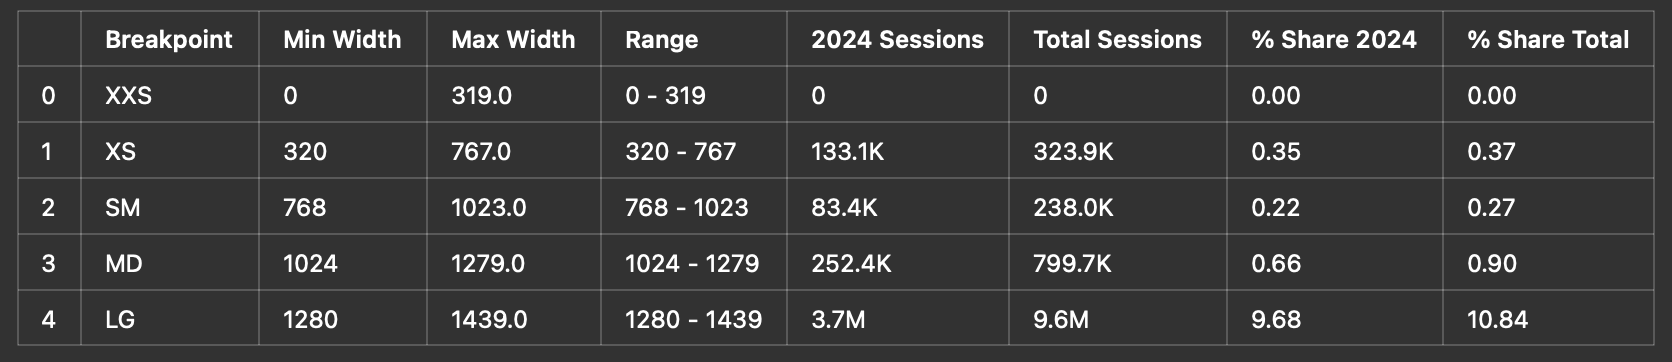 Breakpoint Min Width Max Width Range 2024 Sessions Total Sessions % Share 2024 % Share Total
0 XXS 0 319.0 0 - 319 0 0 0.00 0.00
1 XS 320 767.0 320 - 767 133.1K 323.9K 0.35 0.37
2 SM 768 1023.0 768 - 1023 83.4K 238.0K 0.22 0.27
3 MD 1024 1279.0 1024 - 1279 252.4K 799.7K 0.66 0.90
4 LG 1280 1439.0 1280 - 1439 3.7M 9.6M 9.68 10.84